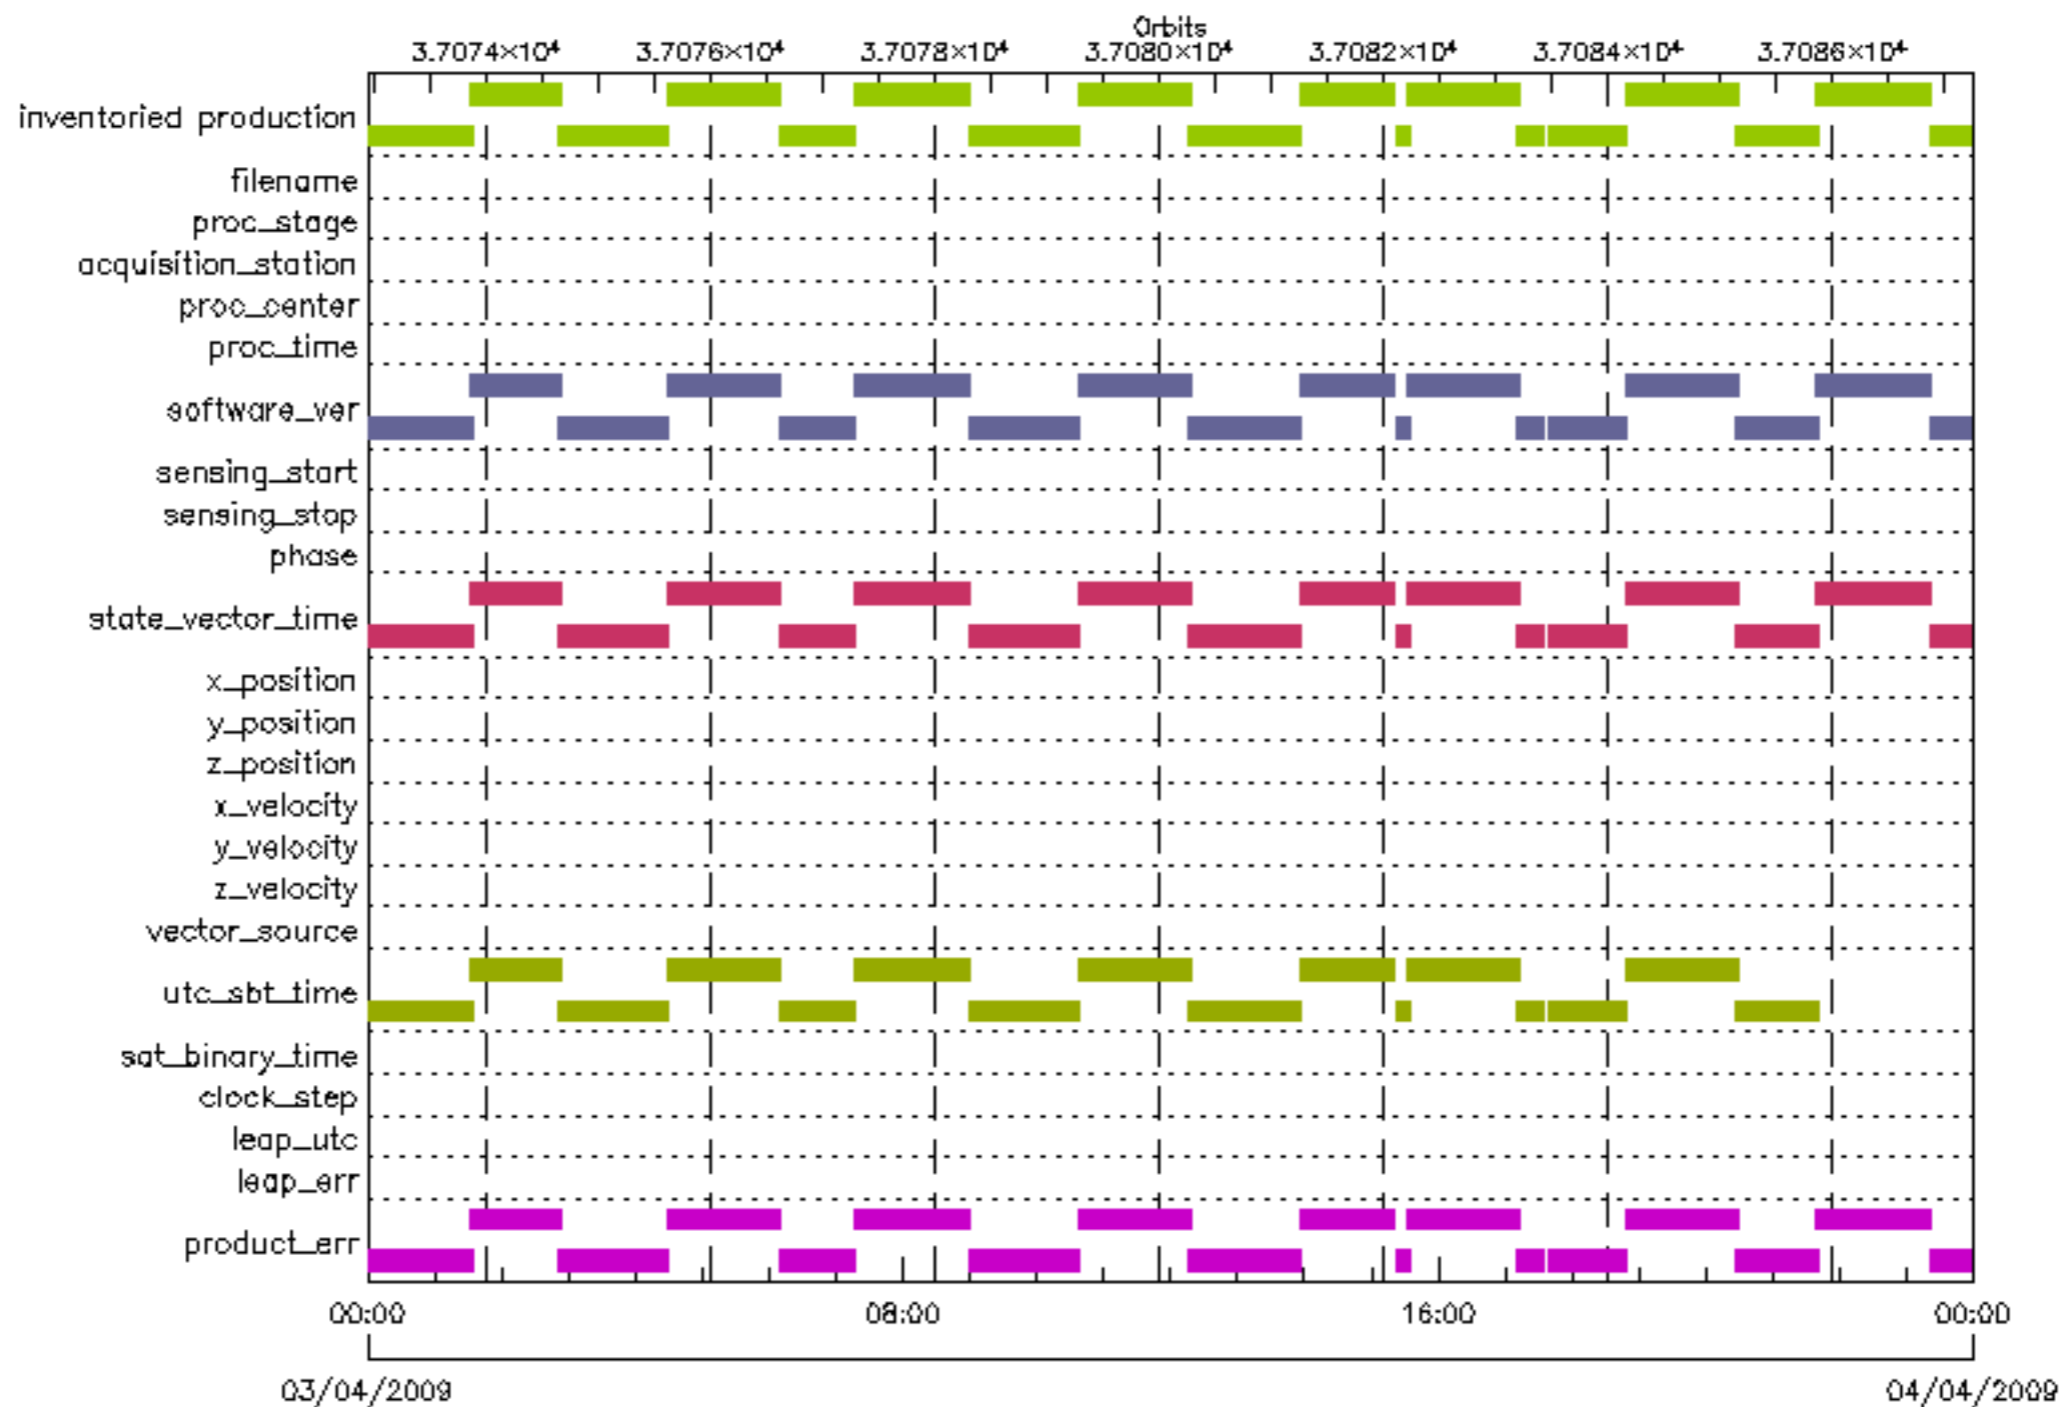 Orbits
3.7074×10⁴ 3.7076×10⁴ 3.7078×10⁴ 3.7080×10⁴ 3.7082×10⁴ 3.7084×10⁴ 3.7086×10⁴
inventoried production
filename
proc_stage
acquisition_station
proc_center
proc_time
software_ver
sensing_start
sensing_stop
phase
state_vector_time
x_position
y_position
z_position
x_velocity
y_velocity
z_velocity
vector_source
utc_sbt_time
sat_binary_time
clock_step
leap_utc
leap_err
product_err
00:00 08:00 16:00 00:00
03/04/2009 04/04/2009